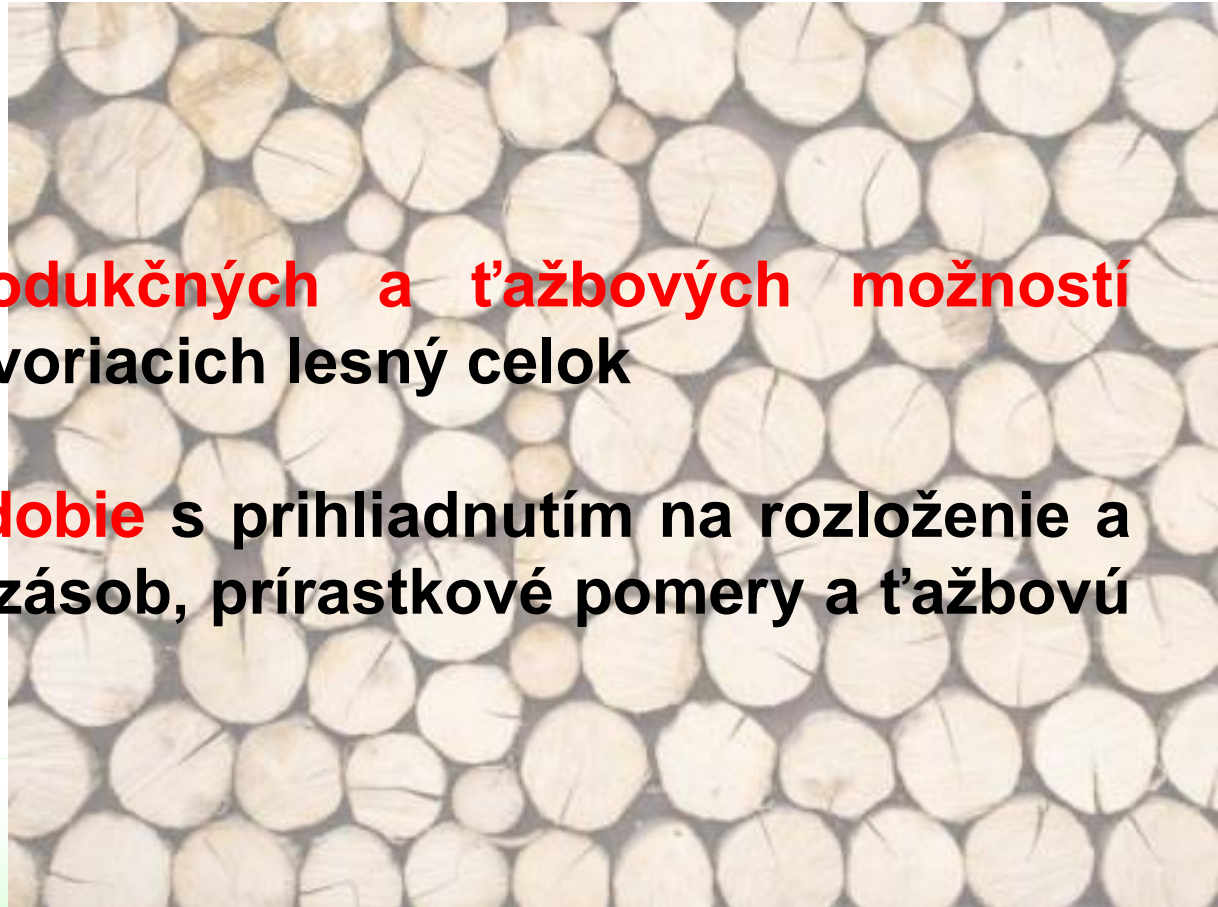 odukčných a ťažbových možností
voriacich lesný celok
dobie s prihliadnutím na rozloženie a
zásob, prírastkové pomery a ťažbovú